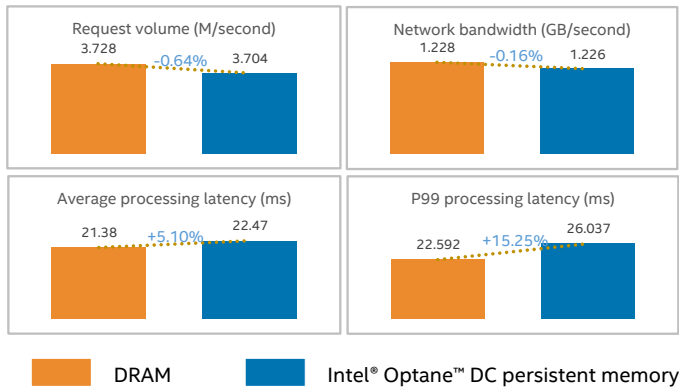 Request volume (M/second)
3.728
-0.64%
3.704
Network bandwidth (GB/second)
1.228
-0.16%
1.226
Average processing latency (ms)
21.38
+5.10%
22.47
P99 processing latency (ms)
22.592
+15.25%
26.037
DRAM
Intel® Optane™ DC persistent memory